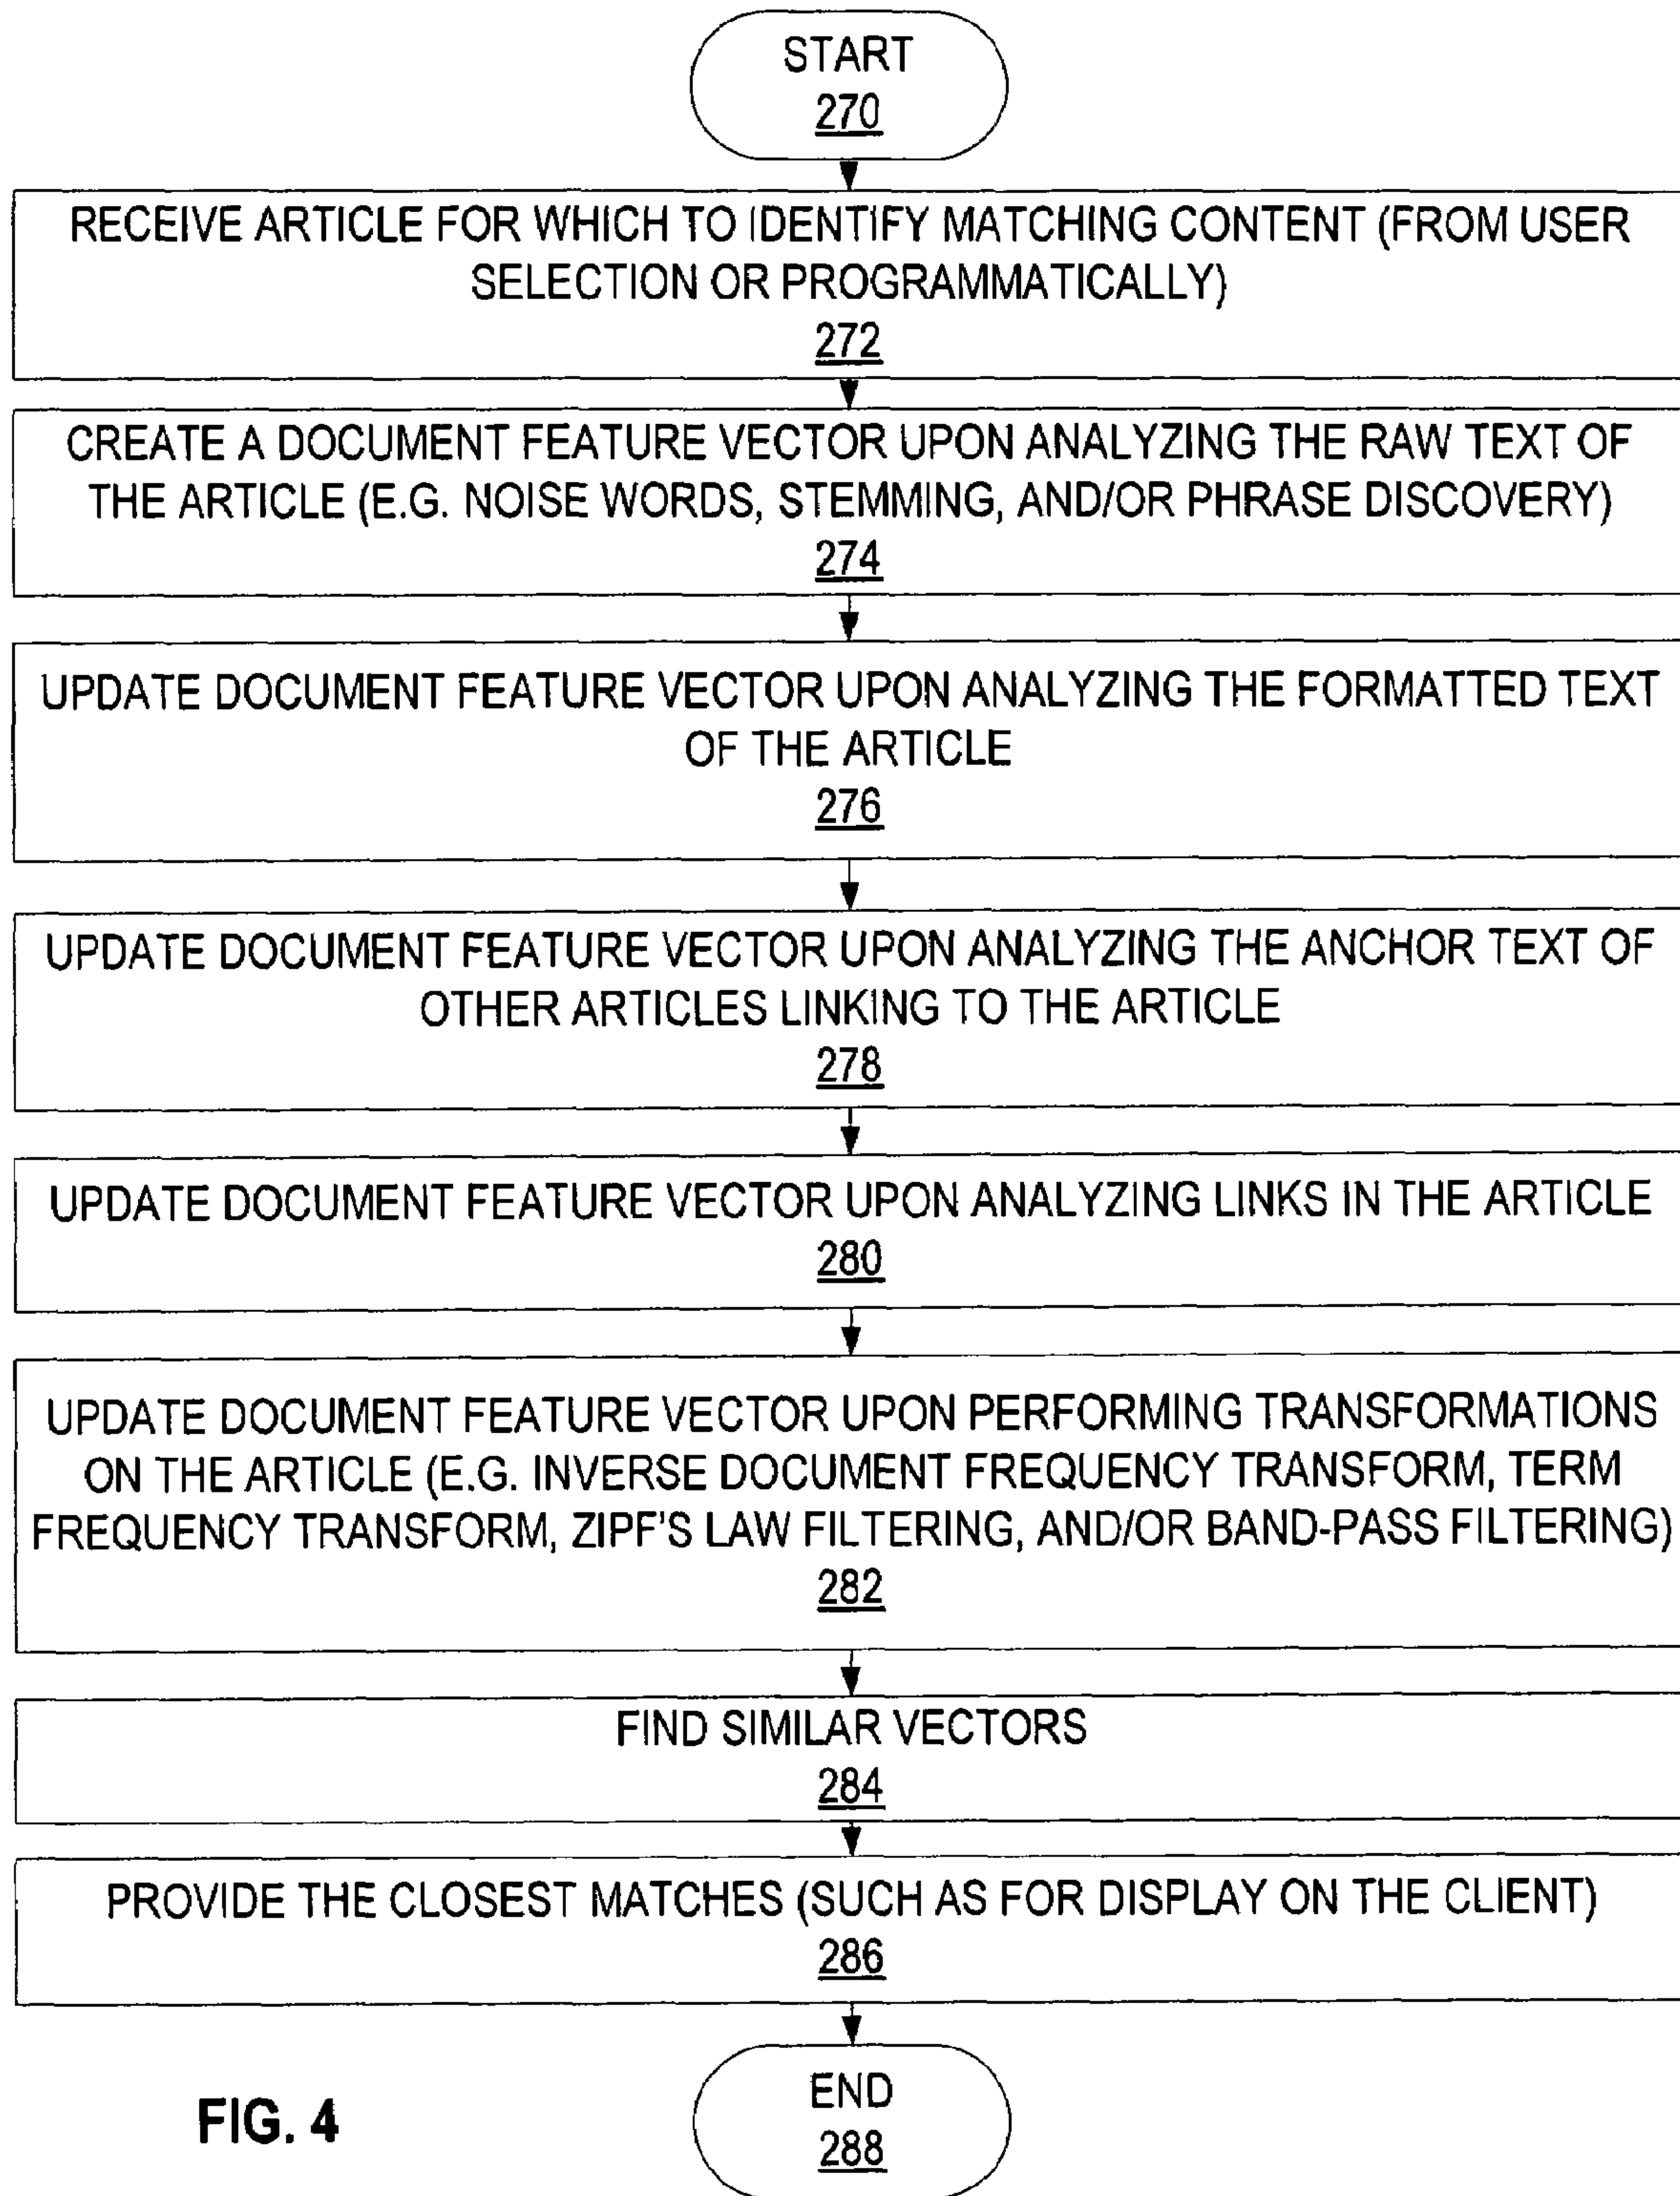 START
270
RECEIVE ARTICLE FOR WHICH TO IDENTIFY MATCHING CONTENT (FROM USER
SELECTION OR PROGRAMMATICALLY)
272
CREATE A DOCUMENT FEATURE VECTOR UPON ANALYZING THE RAW TEXT OF
THE ARTICLE (E.G. NOISE WORDS, STEMMING, AND/OR PHRASE DISCOVERY)
274
UPDATE DOCUMENT FEATURE VECTOR UPON ANALYZING THE FORMATTED TEXT
OF THE ARTICLE
276
UPDATE DOCUMENT FEATURE VECTOR UPON ANALYZING THE ANCHOR TEXT OF
OTHER ARTICLES LINKING TO THE ARTICLE
278
UPDATE DOCUMENT FEATURE VECTOR UPON ANALYZING LINKS IN THE ARTICLE
280
UPDATE DOCUMENT FEATURE VECTOR UPON PERFORMING TRANSFORMATIONS
ON THE ARTICLE (E.G. INVERSE DOCUMENT FREQUENCY TRANSFORM, TERM
FREQUENCY TRANSFORM, ZIPF'S LAW FILTERING, AND/OR BAND-PASS FILTERING)
282
FIND SIMILAR VECTORS
284
PROVIDE THE CLOSEST MATCHES (SUCH AS FOR DISPLAY ON THE CLIENT)
286
END
288
FIG. 4